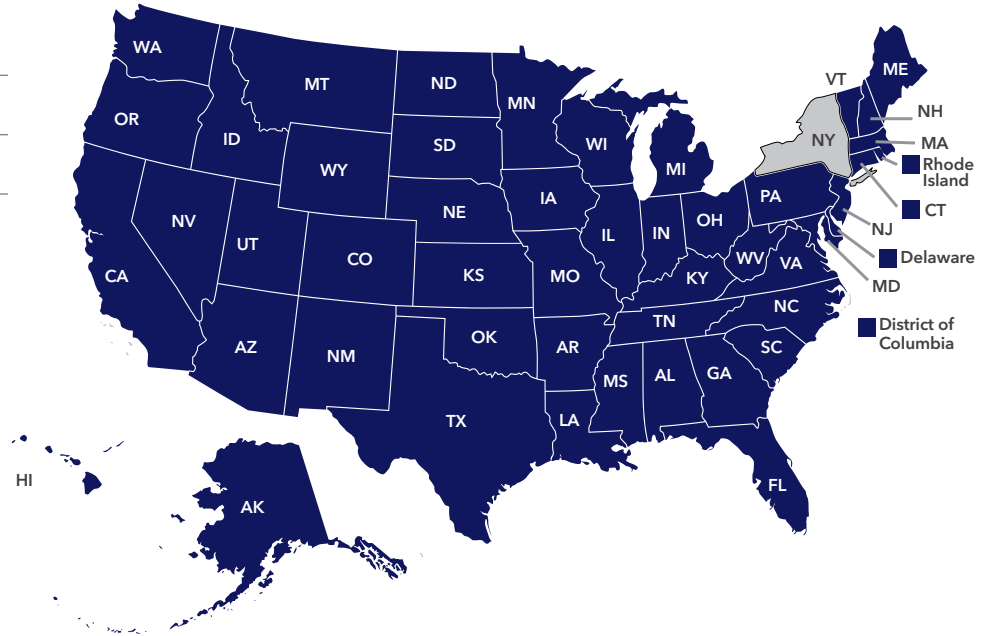 WA
MT
ND
MN
VT
ME
OR
ID
WY
SD
WI
MI
NY
NH
MA
Rhode
Island
CT
NV
UT
CO
NE
IA
IL
IN
OH
PA
NJ
Delaware
MD
CA
KS
MO
KY
WV
VA
District of
Columbia
AZ
NM
OK
AR
TN
NC
SC
MS
AL
GA
TX
LA
FL
HI
AK